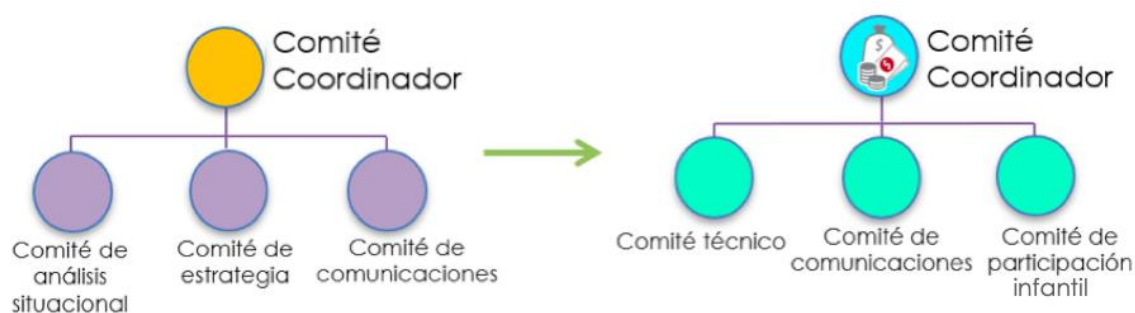 Comité
Coordinador
Comité de
análisis
situacional
Comité de
estrategia
Comité de
comunicaciones
$
$
Comité
Coordinador
Comité técnico
Comité de
comunicaciones
Comité de
participación
infantil